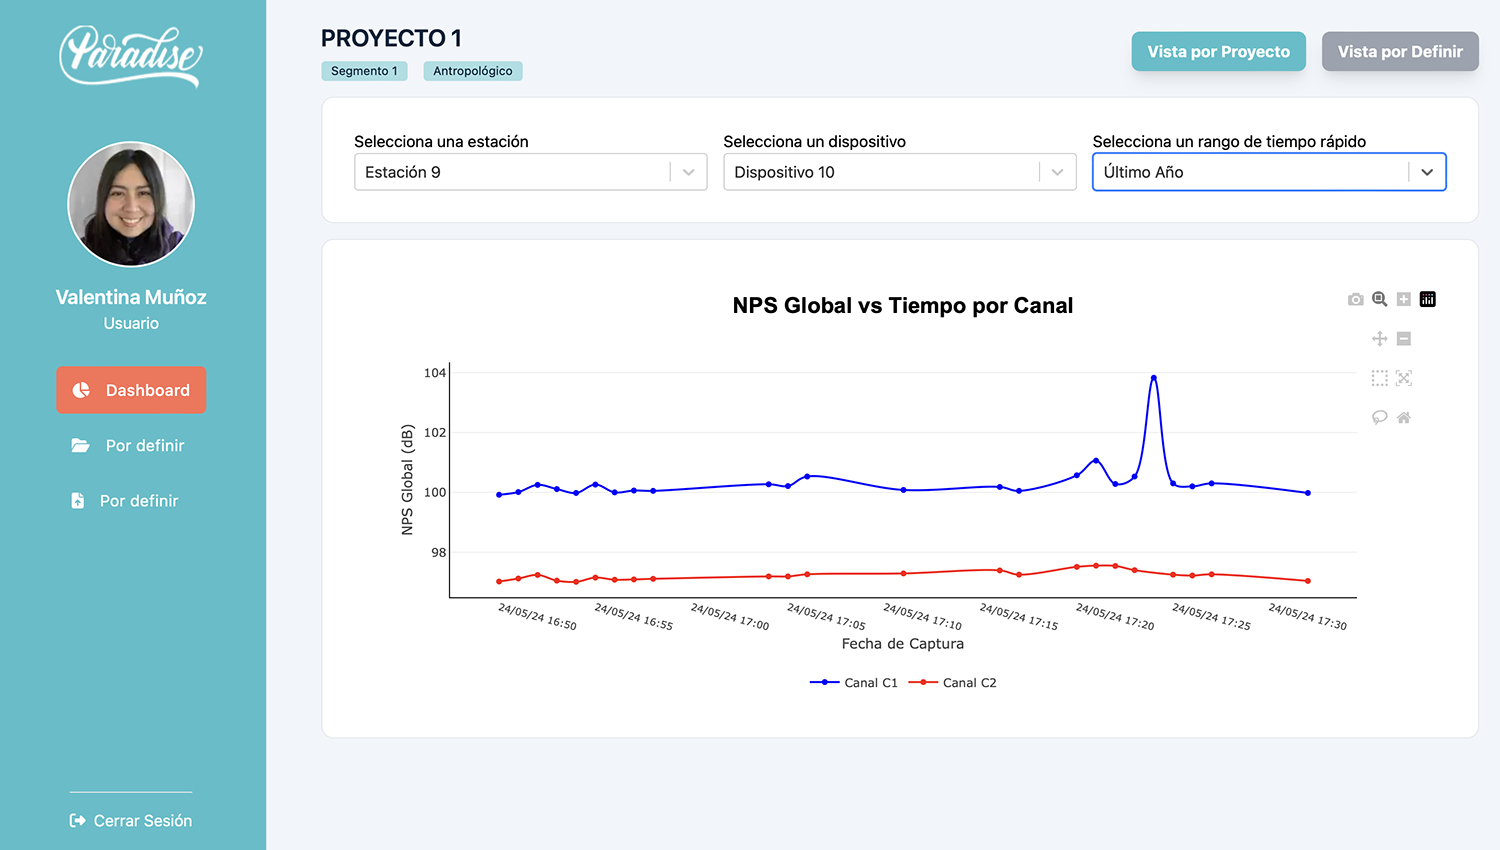 Paradise
Valentina Muñoz
Usuario
Dashboard
Por definir
Por definir
Cerrar Sesión
PROYECTO 1
Segmento 1
Antropológico
Vista por Proyecto
Vista por Definir
Selecciona una estación
Estación 9
Selecciona un dispositivo
Dispositivo 10
Selecciona un rango de tiempo rápido
Último Año
NPS Global vs Tiempo por Canal
NPS Global (dB)
104
102
100
98
24/05/24 16:50
24/05/24 16:55
24/05/24 17:00
24/05/24 17:05
24/05/24 17:10
24/05/24 17:15
24/05/24 17:20
24/05/24 17:25
24/05/24 17:30
Fecha de Captura
Canal C1
Canal C2